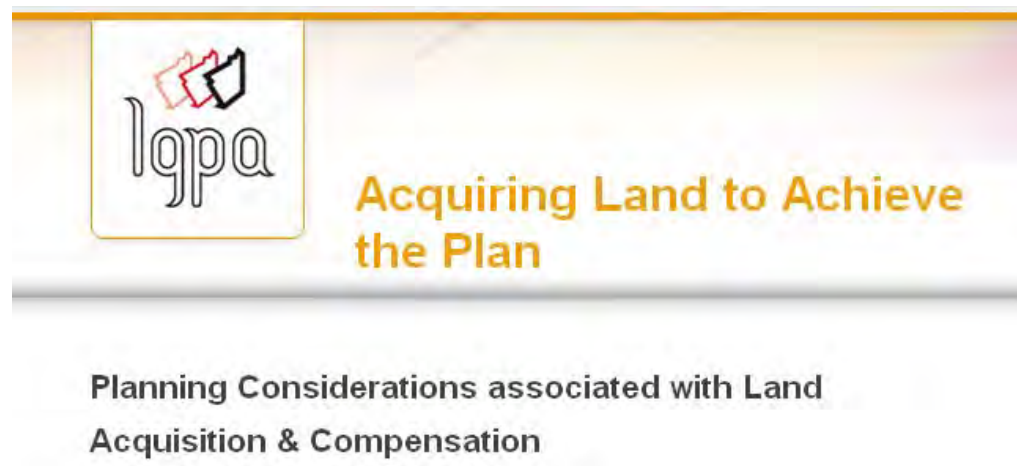 lgpa
Acquiring Land to Achieve
the Plan
Planning Considerations associated with Land
Acquisition & Compensation